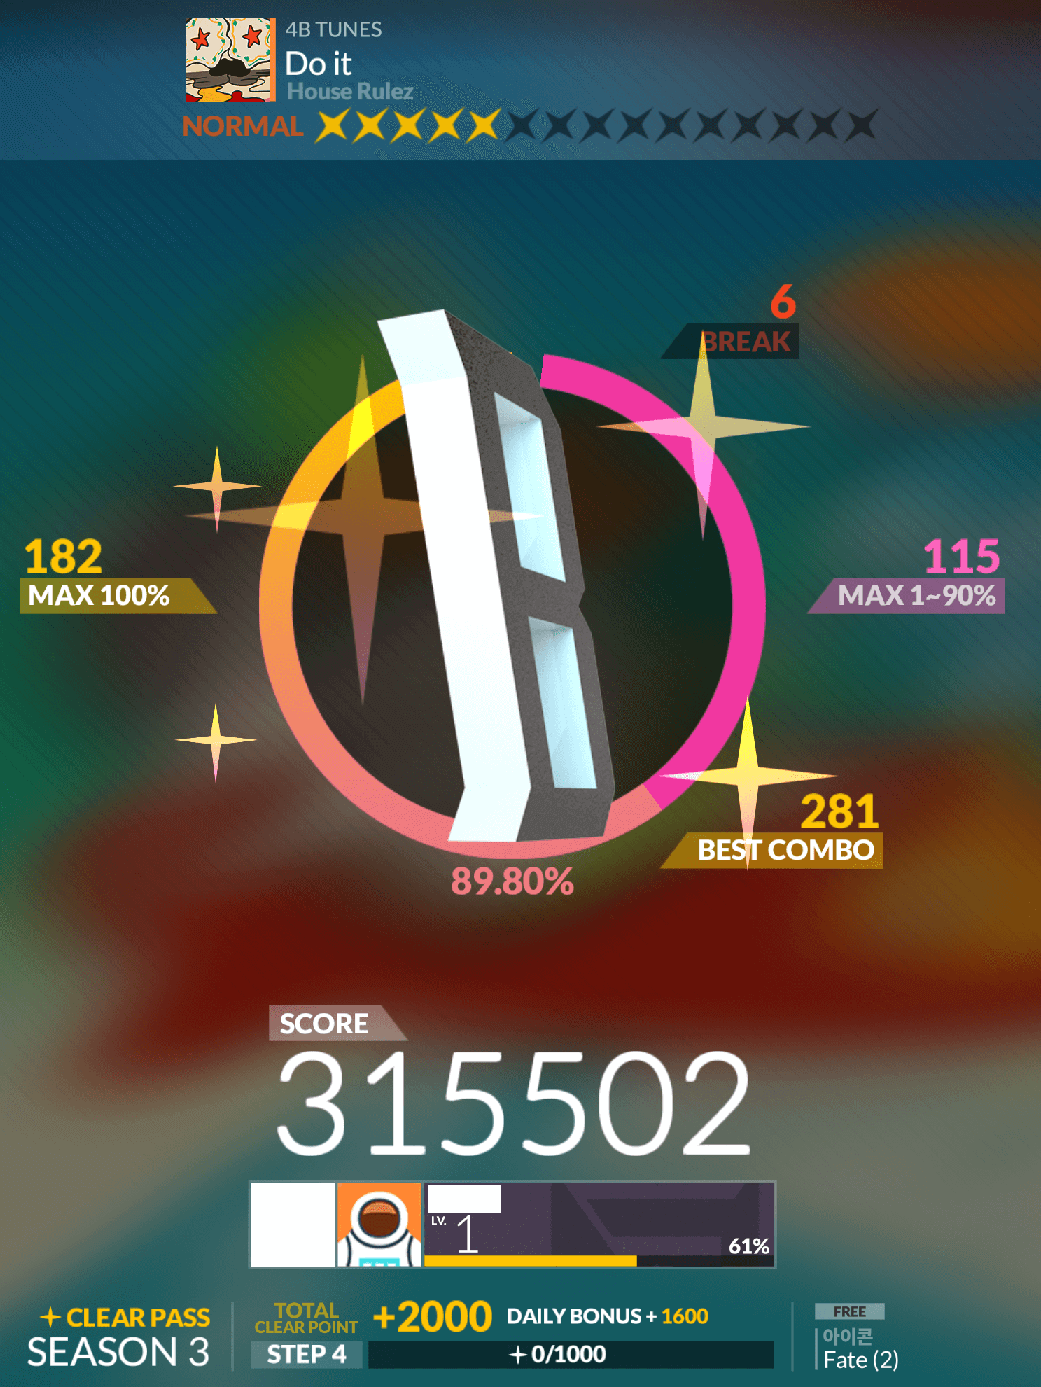 4B TUNES
Do it
House Rulez
NORMAL
6
BREAK
182
MAX 100%
115
MAX 1~90%
B
281
BEST COMBO
89.80%
SCORE
315502
LV. 1
61%
CLEAR PASS
SEASON 3
TOTAL
CLEAR POINT
+2000 DAILY BONUS + 1600
STEP 4
0/1000
FREE
아이콘
Fate (2)